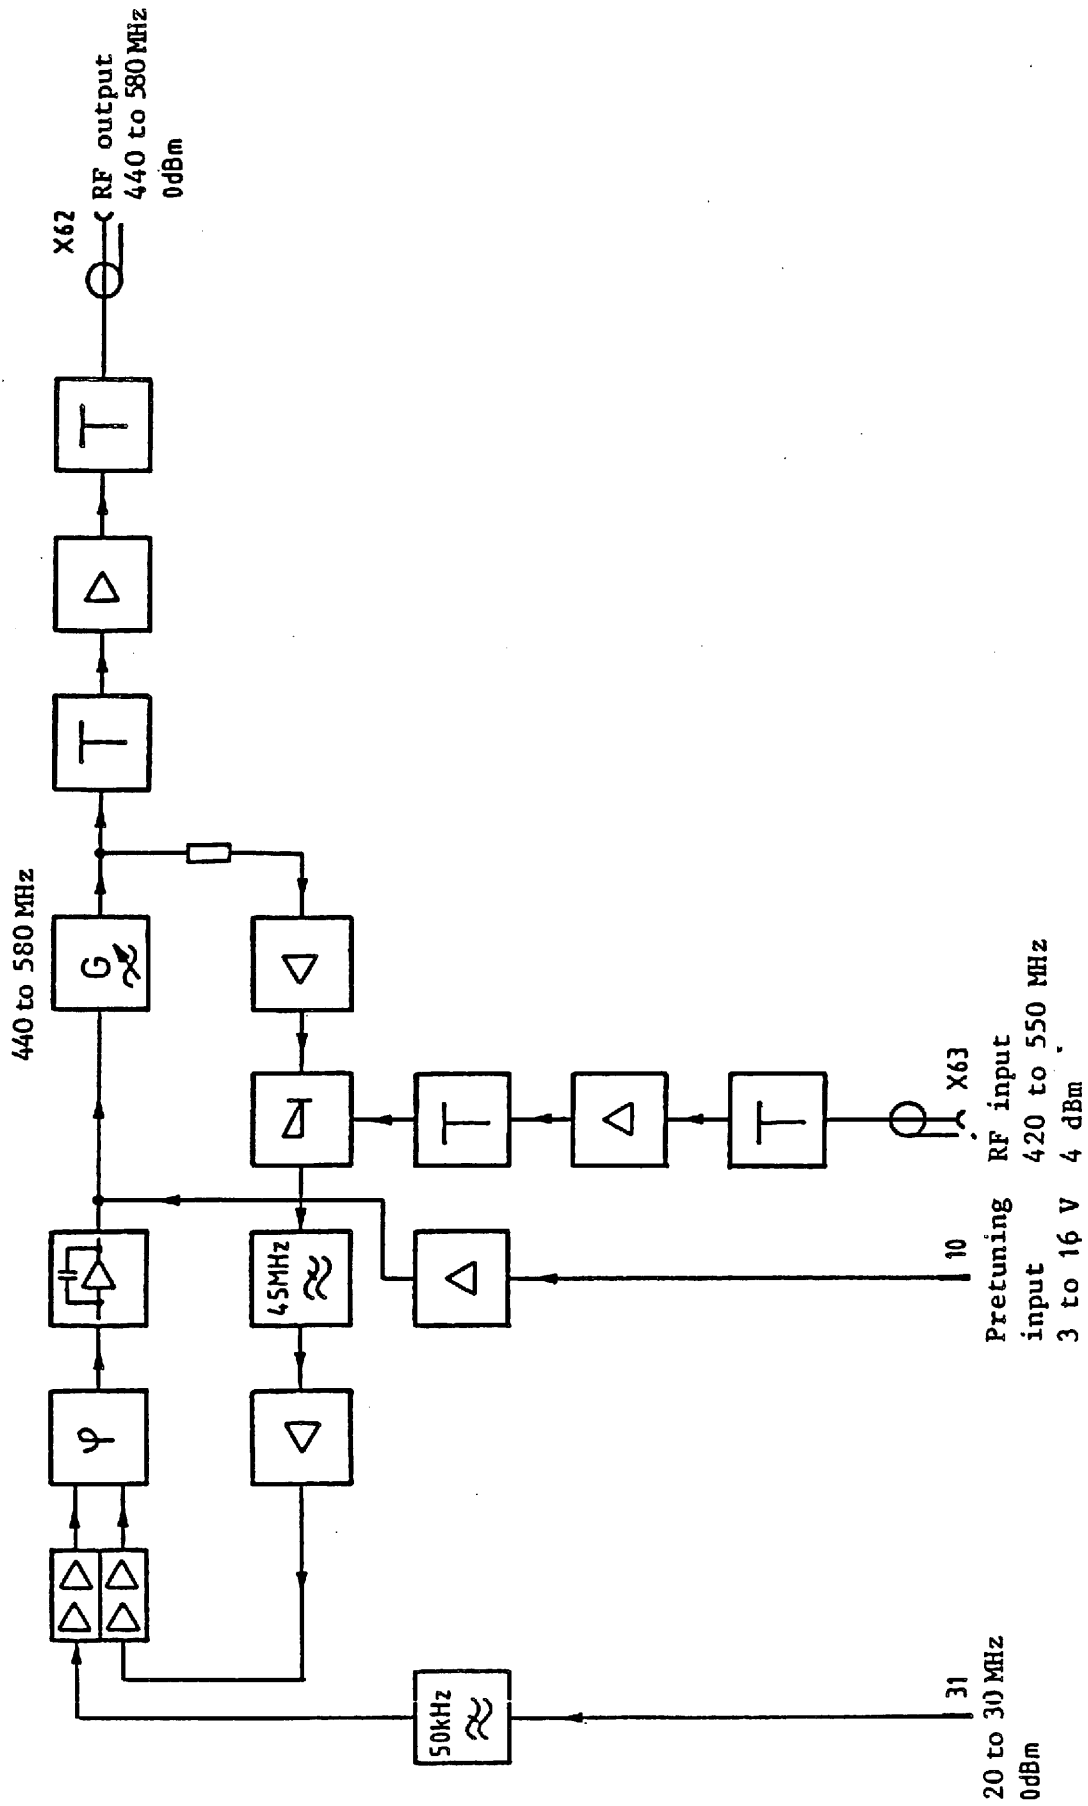 440 to 580 MHz
X62
RF output
440 to 580 MHz
0dBm
G
φ
45MHz
50kHz
31
20 to 30 MHz
0dBm
10
Pretuning
input
3 to 16 V
X63
RF input
420 to 550 MHz
4 dBm